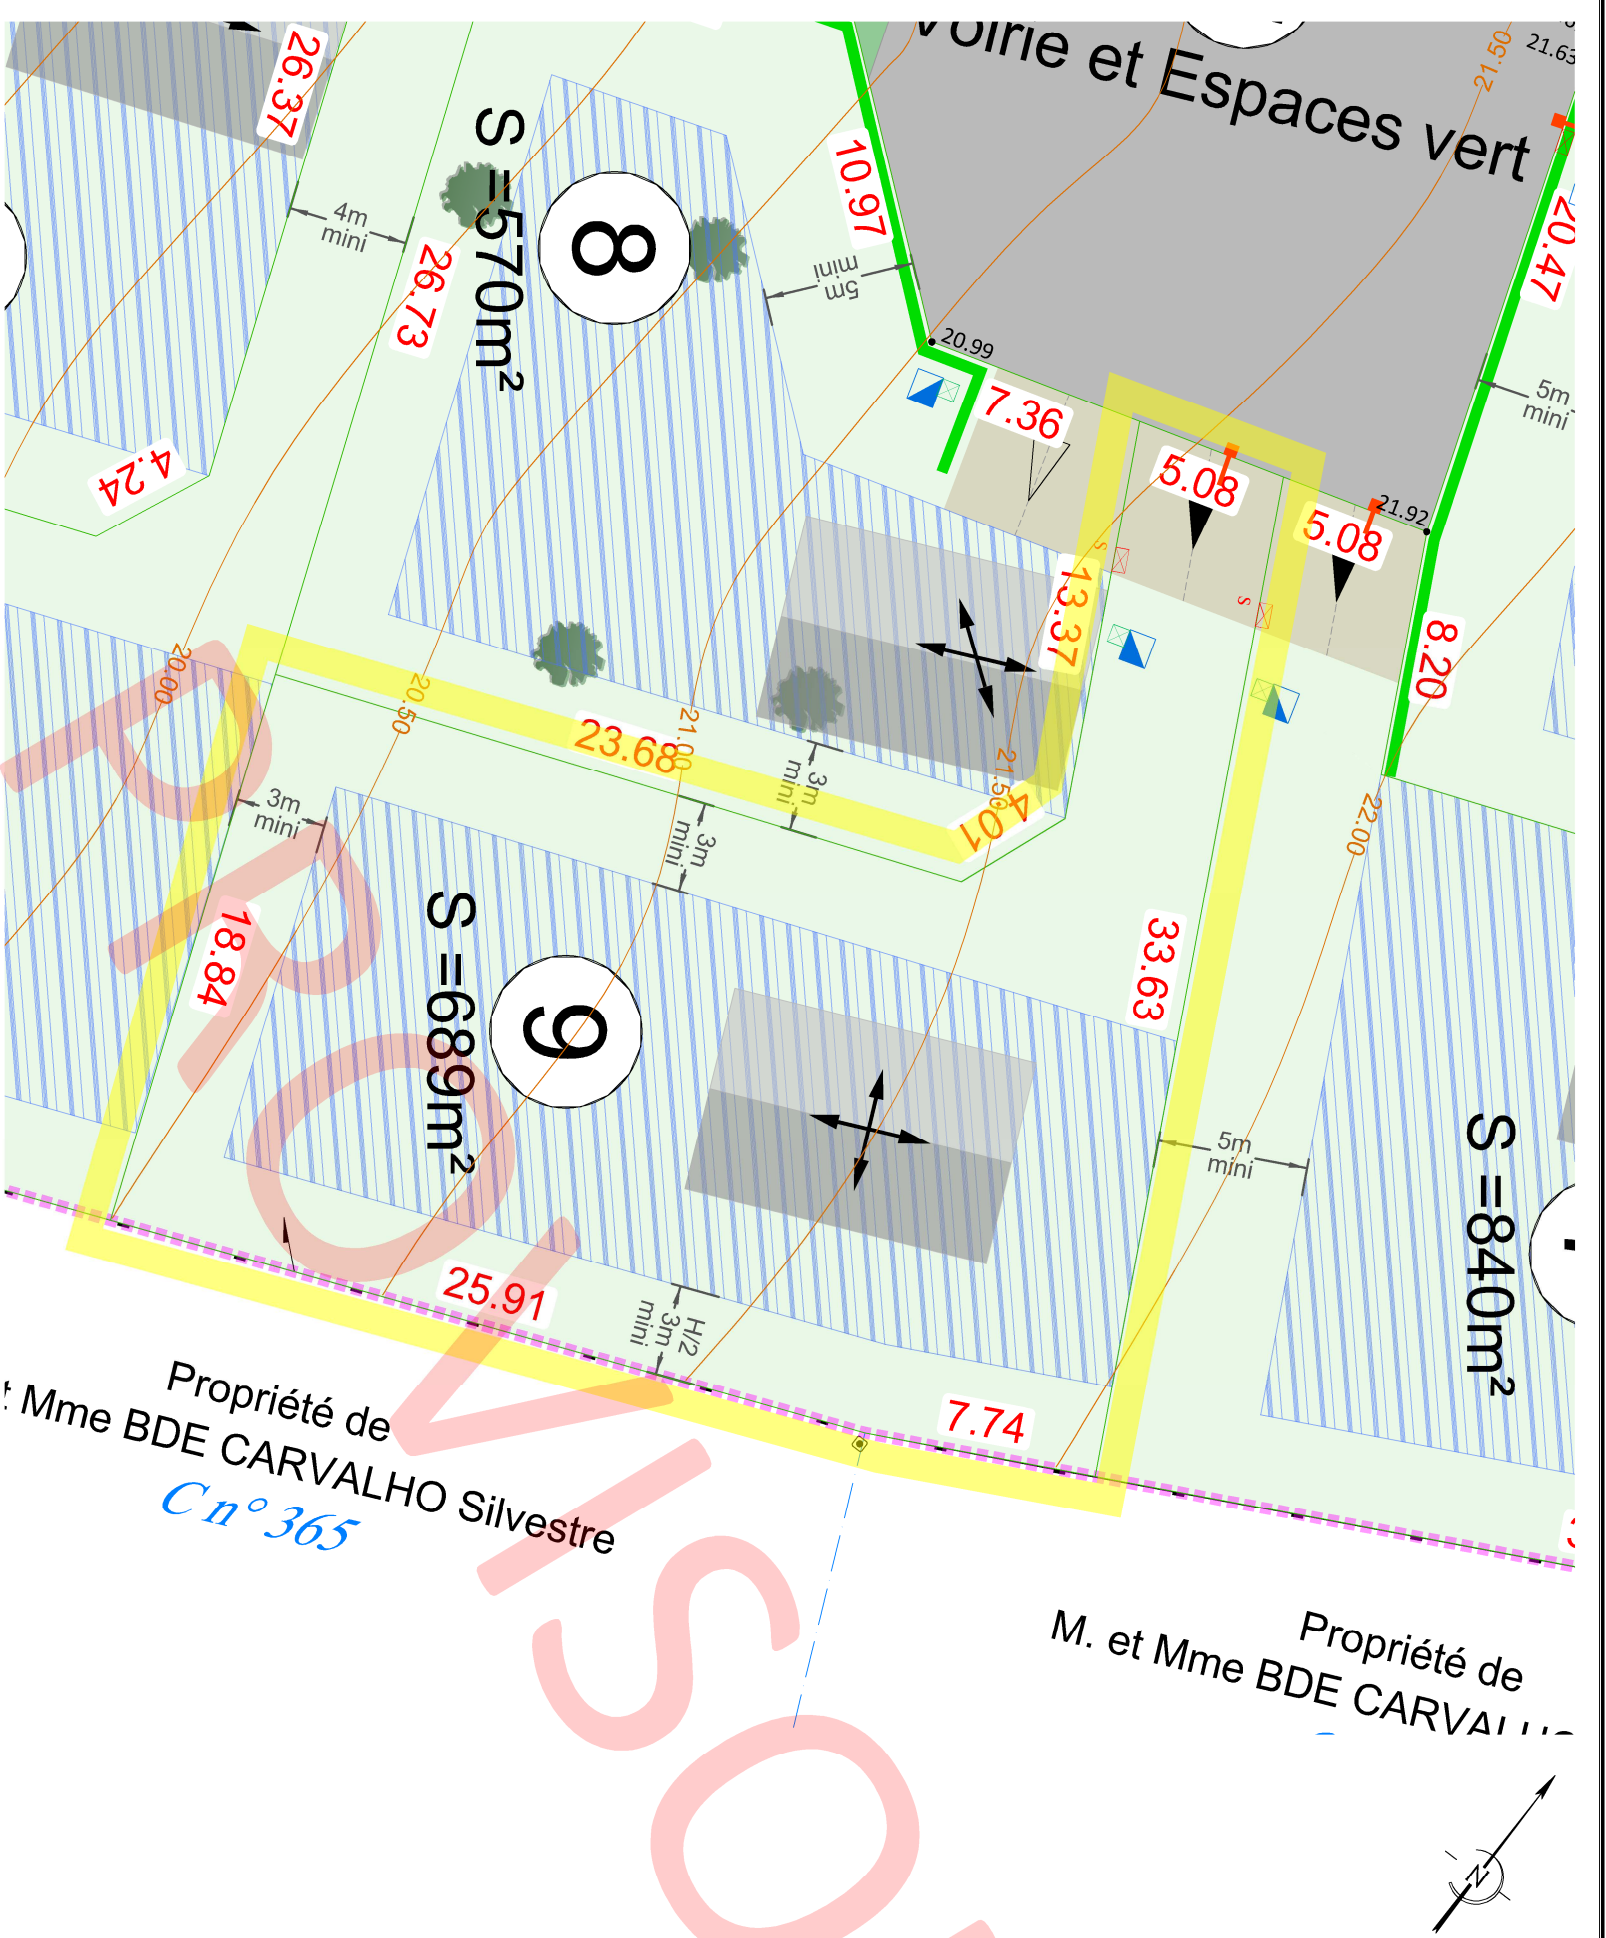 Voirie et Espaces vert
21.50
21.63
26.37
S =570m²
8
10.97
20.47
4m
mini
26.73
5m
mini
20.99
7.36
5.08
5m
mini
21.92
5.08
4.24
13.37
8.20
20.00
20.50
23.68
21.00
21.50
4.01
22.00
3m
mini
3m
mini
3m
mini
S =689m²
9
18.84
33.63
5m
mini
S =840m²
25.91
H/2
3m
mini
7.74
Propriété de
t Mme BDE CARVALHO Silvestre
C n° 365
Propriété de
M. et Mme BDE CARVALHO
PROVISO
S
S
N